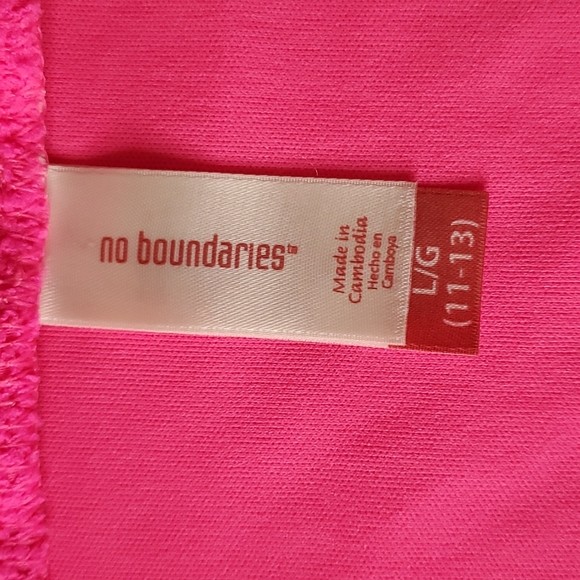 no boundaries™
Made in
Cambodia
Hecho en
Camboya
L/G
(11-13)